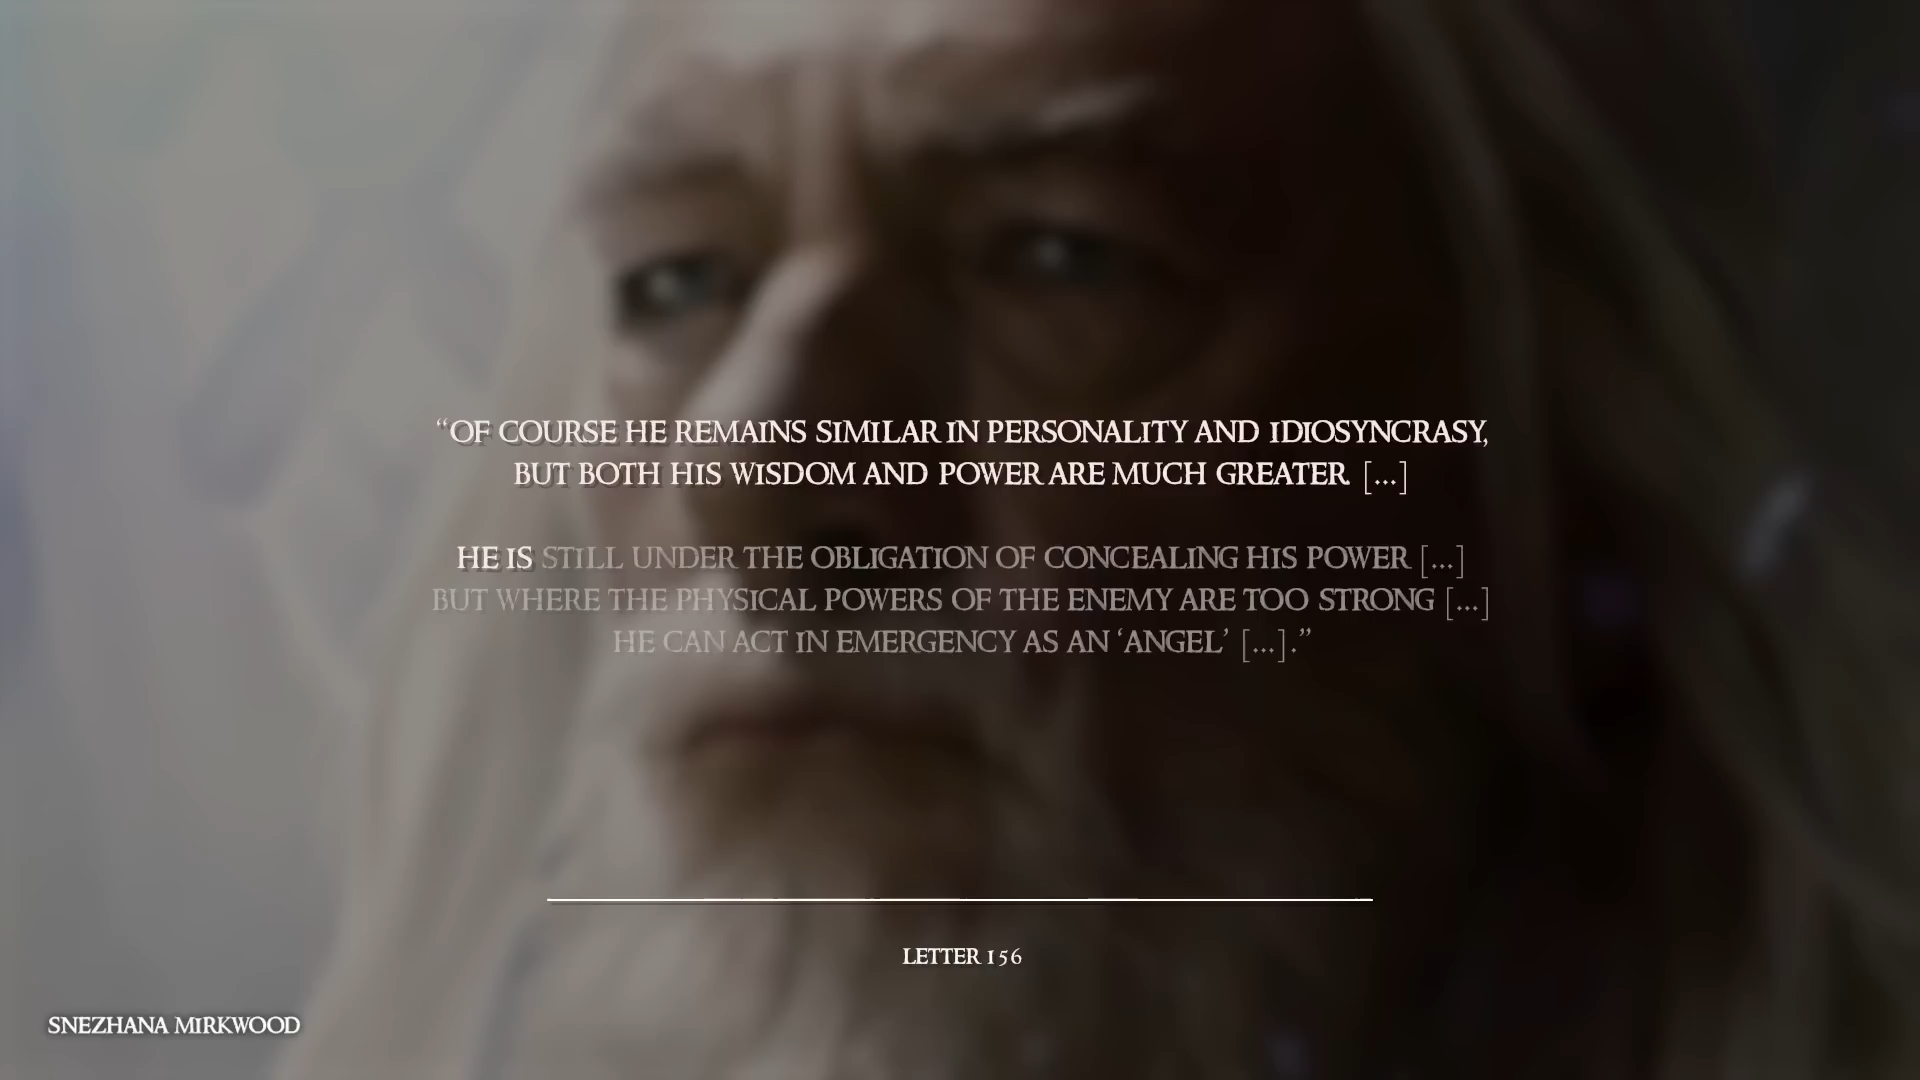 “OF COURSE HE REMAINS SIMILAR IN PERSONALITY AND IDIOSYNCRASY,
BUT BOTH HIS WISDOM AND POWER ARE MUCH GREATER. [...]
HE IS STILL UNDER THE OBLIGATION OF CONCEALING HIS POWER [...]
BUT WHERE THE PHYSICAL POWERS OF THE ENEMY ARE TOO STRONG [...]
HE CAN ACT IN EMERGENCY AS AN ‘ANGEL’ [...].”
LETTER 156
SNEZHANA MIRKWOOD